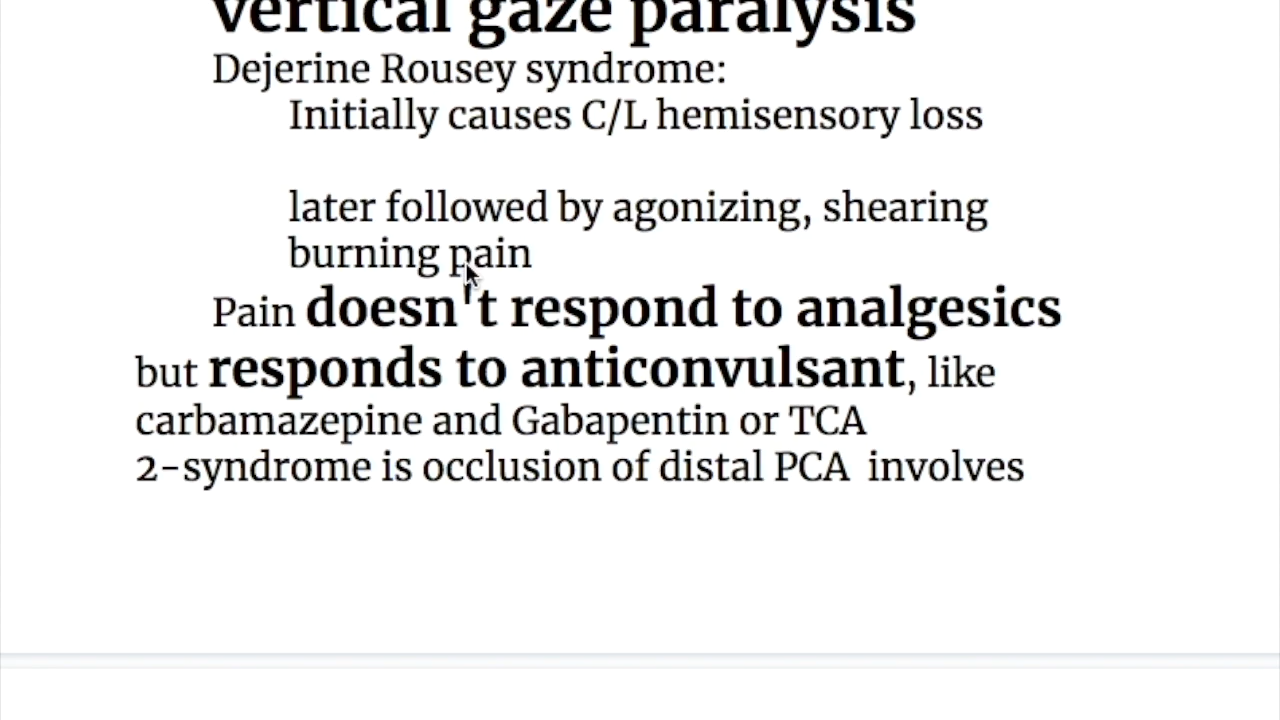 vertical gaze paralysis
Dejerine Rousey syndrome:
Initially causes C/L hemisensory loss
later followed by agonizing, shearing
burning pain
Pain doesn't respond to analgesics
but responds to anticonvulsant, like
carbamazepine and Gabapentin or TCA
2-syndrome is occlusion of distal PCA involves